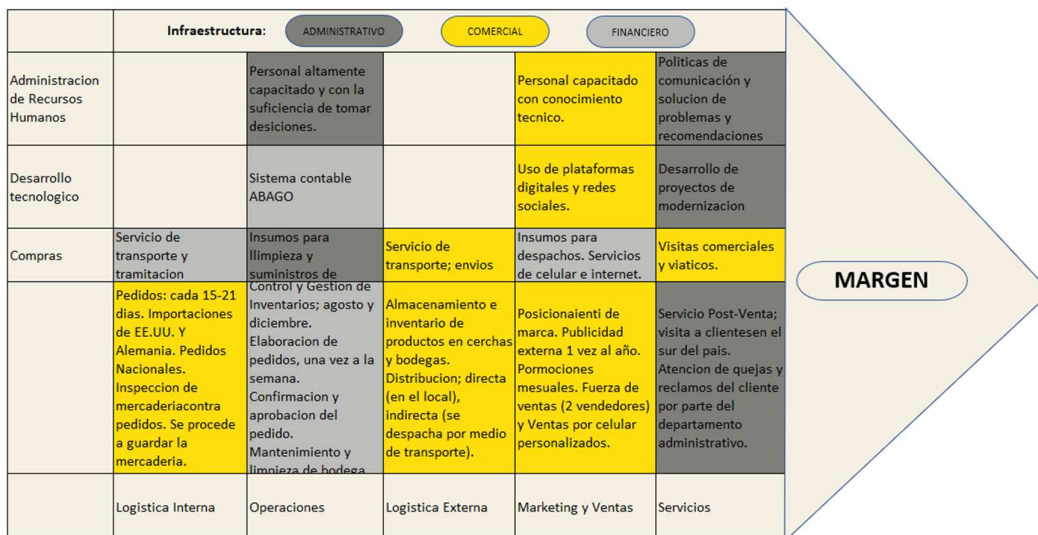 Infraestructura: ADMINISTRATIVO COMERCIAL FINANCIERO
Administracion
de Recursos
Humanos
Personal altamente
capacitado y con la
suficiencia de tomar
desiciones.
Personal capacitado
con conocimiento
tecnico.
Politicas de
comunicación y
solucion de
problemas y
recomendaciones
Desarrollo
tecnologico
Sistema contable
ABAGO
Uso de plataformas
digitales y redes
sociales.
Desarrollo de
proyectos de
modernizacion
Compras
Servicio de
transporte y
tramitacion
Insumos para
llimpieza y
suministros de
Servicio de
transporte; envios
Insumos para
despachos. Servicios
de celular e internet.
Visitas comerciales
y viaticos.
Pedidos: cada 15-21
dias. Importaciones
de EE.UU. Y
Alemania. Pedidos
Nacionales.
Inspeccion de
mercaderiacontra
pedidos. Se procede
a guardar la
mercaderia.
Control y Gestion de
Inventarios; agosto y
diciembre.
Elaboracion de
pedidos, una vez a la
semana.
Confirmacion y
aprobacion del
pedido.
Mantenimiento y
limpieza de bodega
Almacenamiento e
inventario de
productos en cerchas
y bodegas.
Distribucion; directa
(en el local),
indirecta (se
despacha por medio
de transporte).
Posicionaienti de
marca. Publicidad
externa 1 vez al año.
Pormociones
mesuales. Fuerza de
ventas (2 vendedores)
y Ventas por celular
personalizados.
Servicio Post-Venta;
visita a clientesen el
sur del pais.
Atencion de quejas y
reclamos del cliente
por parte del
departamento
administrativo.
MARGEN
Logistica Interna
Operaciones
Logistica Externa
Marketing y Ventas
Servicios